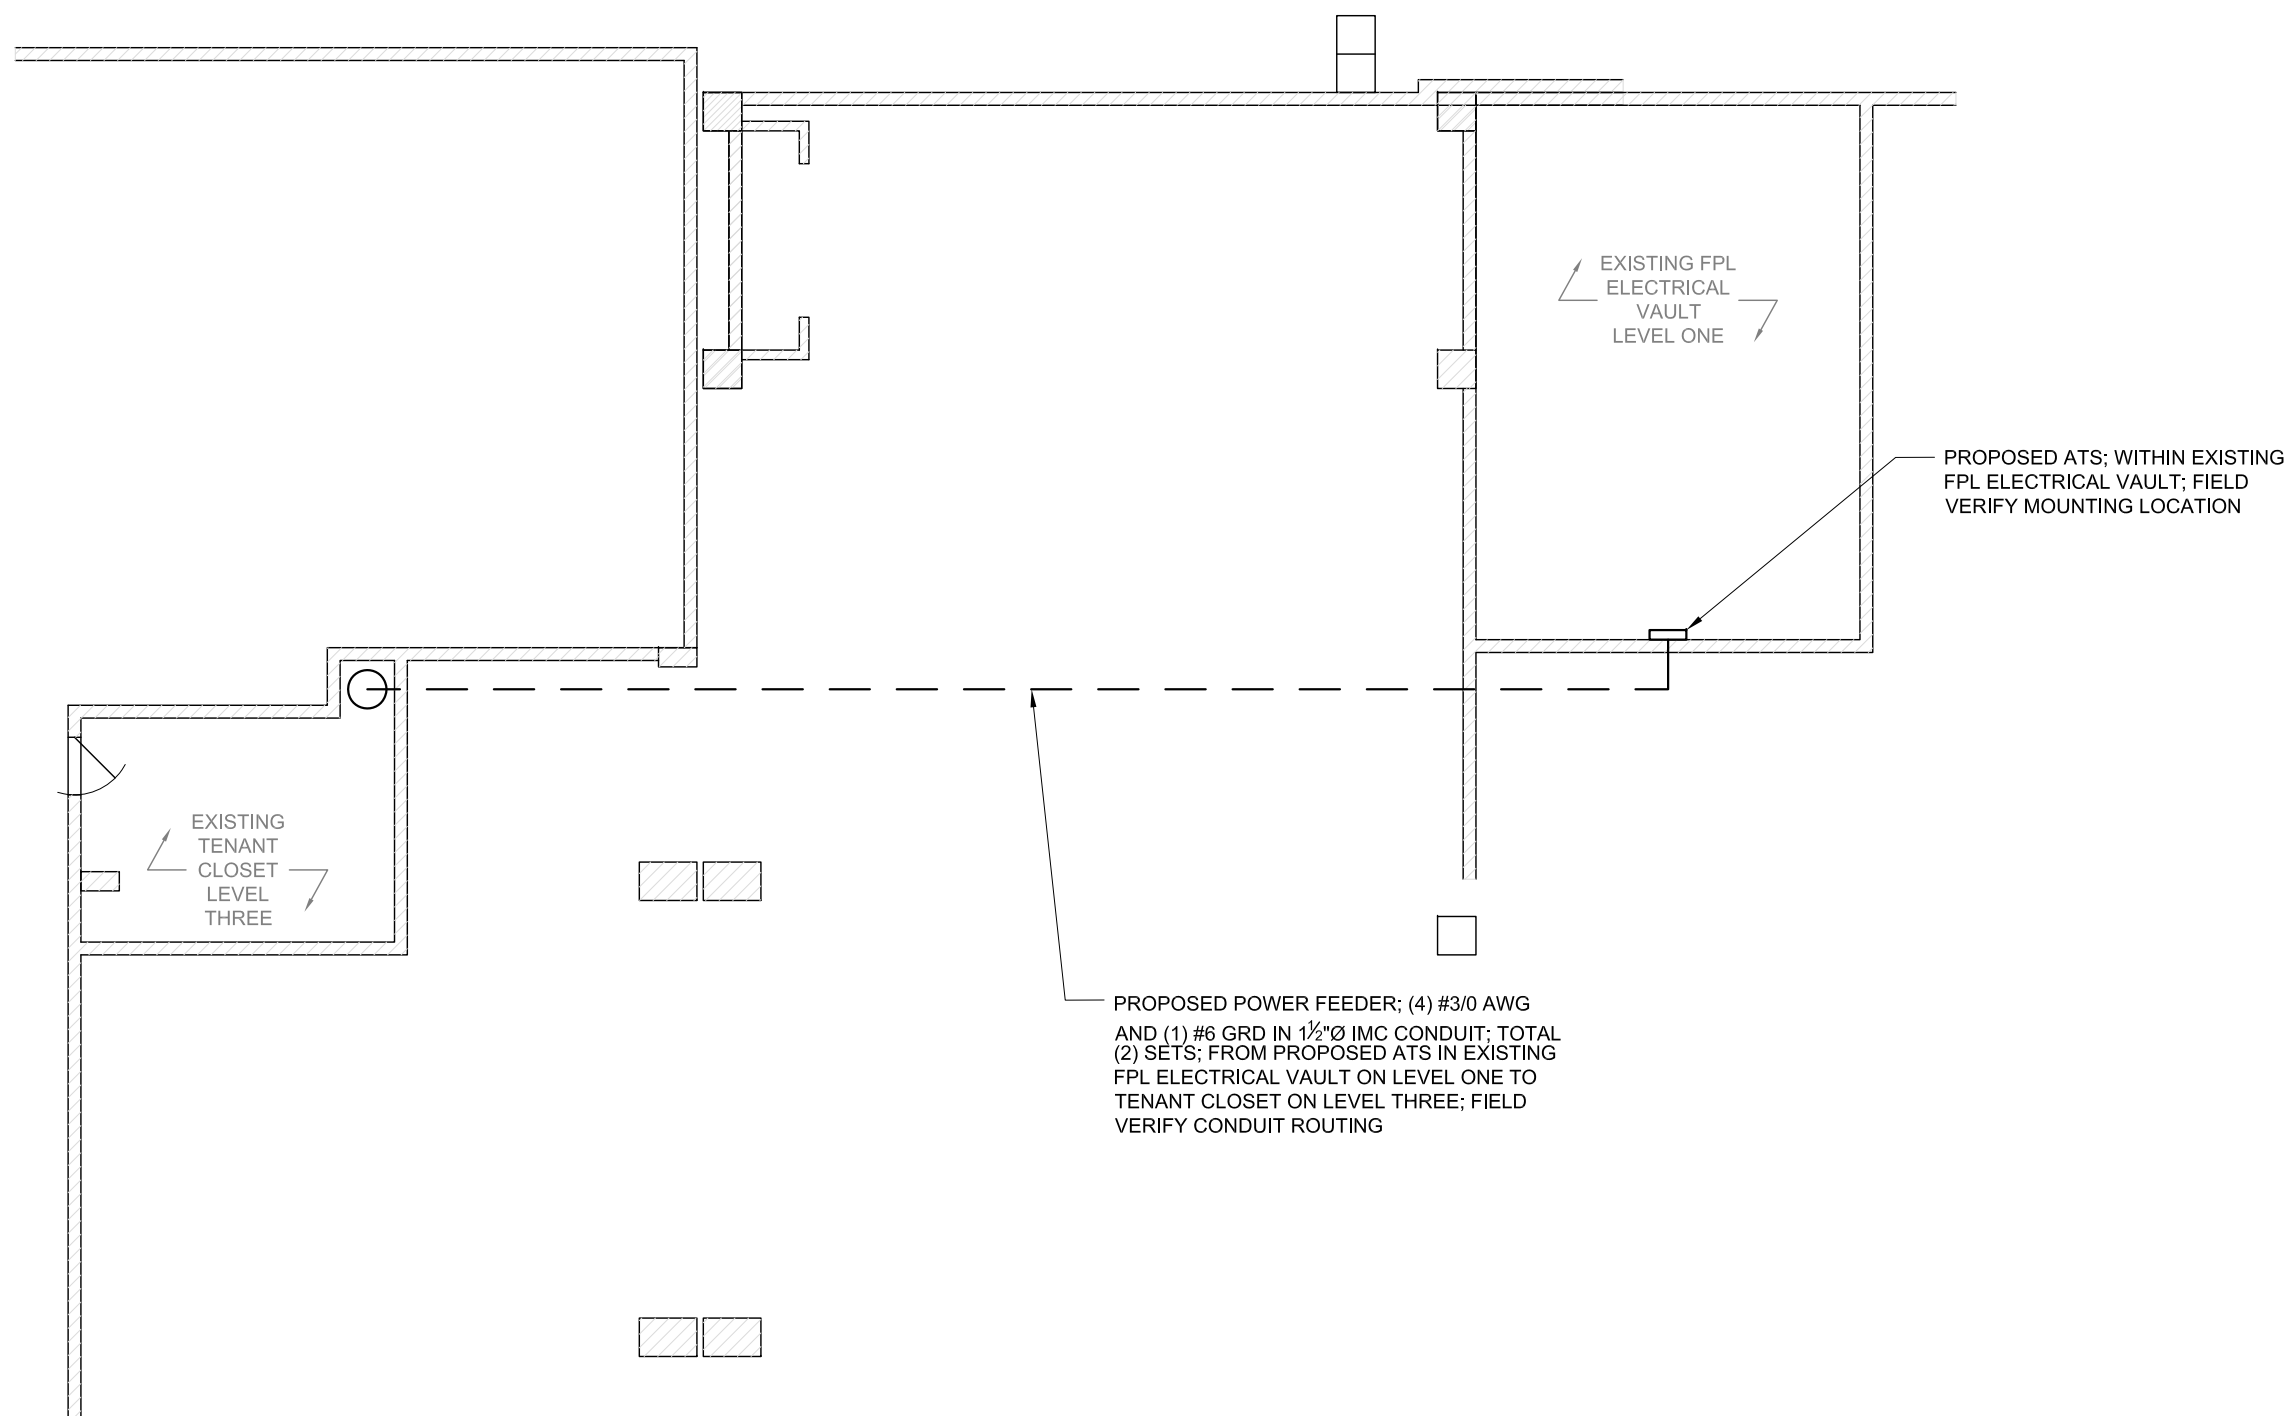 EXISTING FPL
ELECTRICAL
VAULT
LEVEL ONE
PROPOSED ATS; WITHIN EXISTING
FPL ELECTRICAL VAULT; FIELD
VERIFY MOUNTING LOCATION
EXISTING
TENANT
CLOSET
LEVEL
THREE
PROPOSED POWER FEEDER; (4) #3/0 AWG
AND (1) #6 GRD IN 1½"Ø IMC CONDUIT; TOTAL
(2) SETS; FROM PROPOSED ATS IN EXISTING
FPL ELECTRICAL VAULT ON LEVEL ONE TO
TENANT CLOSET ON LEVEL THREE; FIELD
VERIFY CONDUIT ROUTING